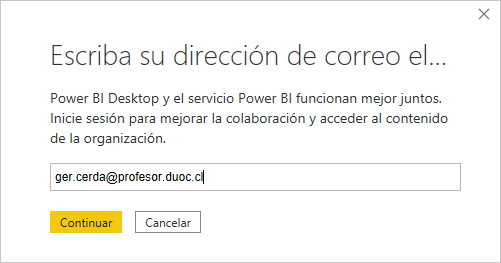 Escriba su dirección de correo el...
Power BI Desktop y el servicio Power BI funcionan mejor juntos.
Inicie sesión para mejorar la colaboración y acceder al contenido
de la organización.
ger.cerda@profesor.duoc.cl
Continuar
Cancelar